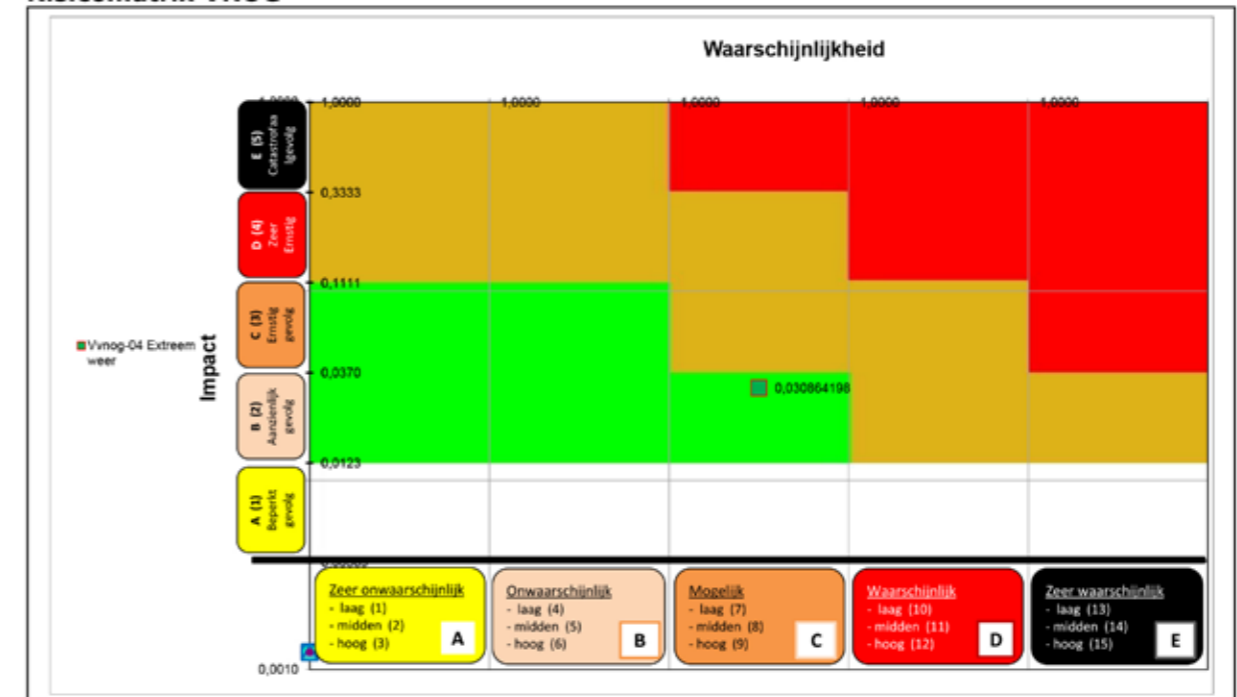 Risicomatrix VNOG
Waarschijnlijkheid
1,0000
1,0000
1,0000
1,0000
1,0000
E (5)
Catastrofaa
lgevolg
0,3333
D (4)
Zeer
Ernstig
0,1111
C (3)
Ernstig
gevolg
Vvnog-04 Extreem
weer
Impact
0,0370
0,030864198
B (2)
Aanzienlijk
gevolg
0,0123
A (1)
Beperkt
gevolg
Zeer onwaarschijnlijk
- laag (1)
- midden (2)
- hoog (3)
A
Onwaarschijnlijk
- laag (4)
- midden (5)
- hoog (6)
B
Mogelijk
- laag (7)
- midden (8)
- hoog (9)
C
Waarschijnlijk
- laag (10)
- midden (11)
- hoog (12)
D
Zeer waarschijnlijk
- laag (13)
- midden (14)
- hoog (15)
E
0,0010